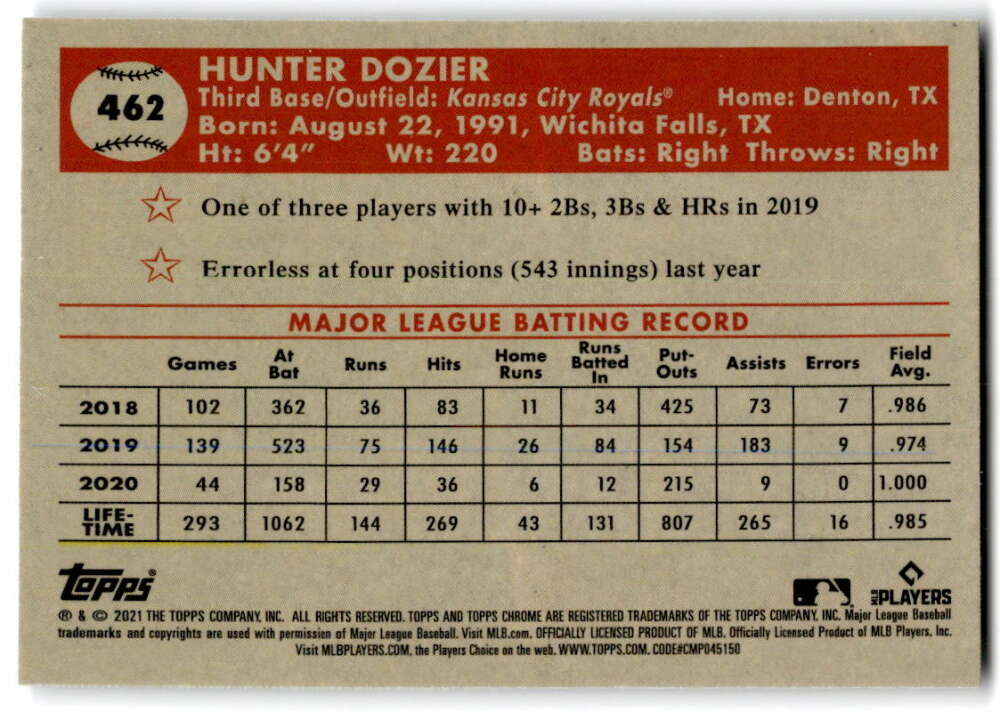 462
HUNTER DOZIER
Third Base/Outfield: Kansas City Royals® Home: Denton, TX
Born: August 22, 1991, Wichita Falls, TX
Ht: 6'4" Wt: 220 Bats: Right Throws: Right
One of three players with 10+ 2Bs, 3Bs & HRs in 2019
Errorless at four positions (543 innings) last year
MAJOR LEAGUE BATTING RECORD
Games At Bat Runs Hits Home Runs Runs Batted In Put-Outs Assists Errors Field Avg.
2018 102 362 36 83 11 34 425 73 7 .986
2019 139 523 75 146 26 84 154 183 9 .974
2020 44 158 29 36 6 12 215 9 0 1.000
LIFE-TIME 293 1062 144 269 43 131 807 265 16 .985
Topps®
MLB PLAYERS
® & © 2021 THE TOPPS COMPANY, INC. ALL RIGHTS RESERVED. TOPPS AND TOPPS CHROME ARE REGISTERED TRADEMARKS OF THE TOPPS COMPANY, INC. Major League Baseball
trademarks and copyrights are used with permission of Major League Baseball. Visit MLB.com. OFFICIALLY LICENSED PRODUCT OF MLB. Officially Licensed Product of MLB Players, Inc.
Visit MLBPLAYERS.COM, the Players Choice on the web. WWW.TOPPS.COM. CODE#CMP045150